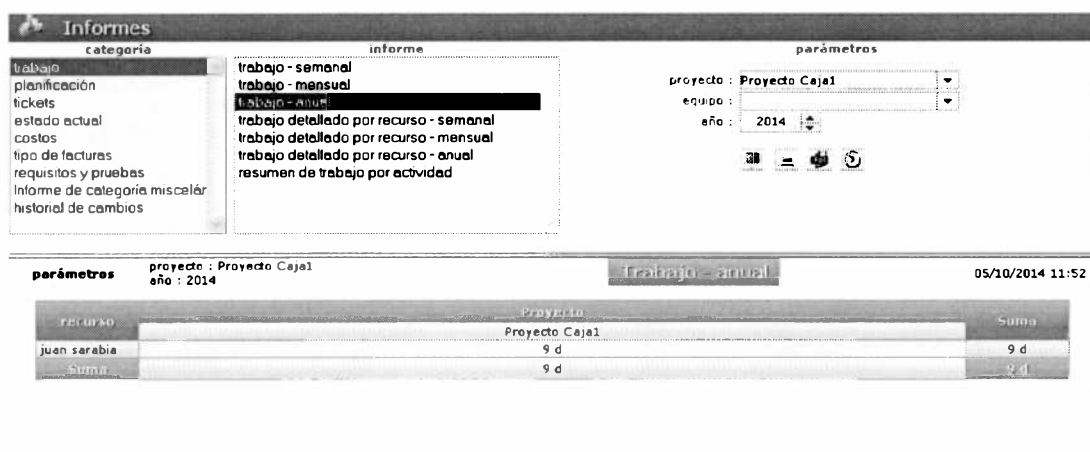 Informes
categoría
informe
parámetros
trabajo
planificación
tickets
estado actual
costos
tipo de facturas
requisitos y pruebas
Informe de categoría misceláר
historial de cambios
trabajo - semanal
trabajo - mensual
trabajo - anual
trabajo detallado por recurso - semanal
trabajo detallado por recurso - mensual
trabajo detallado por recurso - anual
resumen de trabajo por actividad
proyecto : Proyecto Caja1
equipo :
año : 2014
parámetros
proyecto : Proyecto Caja1
año : 2014
Trabajo - anual
05/10/2014 11:52
recurso Proyecto Suma
Proyecto Caja1
juan sarabia 9 d 9 d
Suma 9 d 9 d